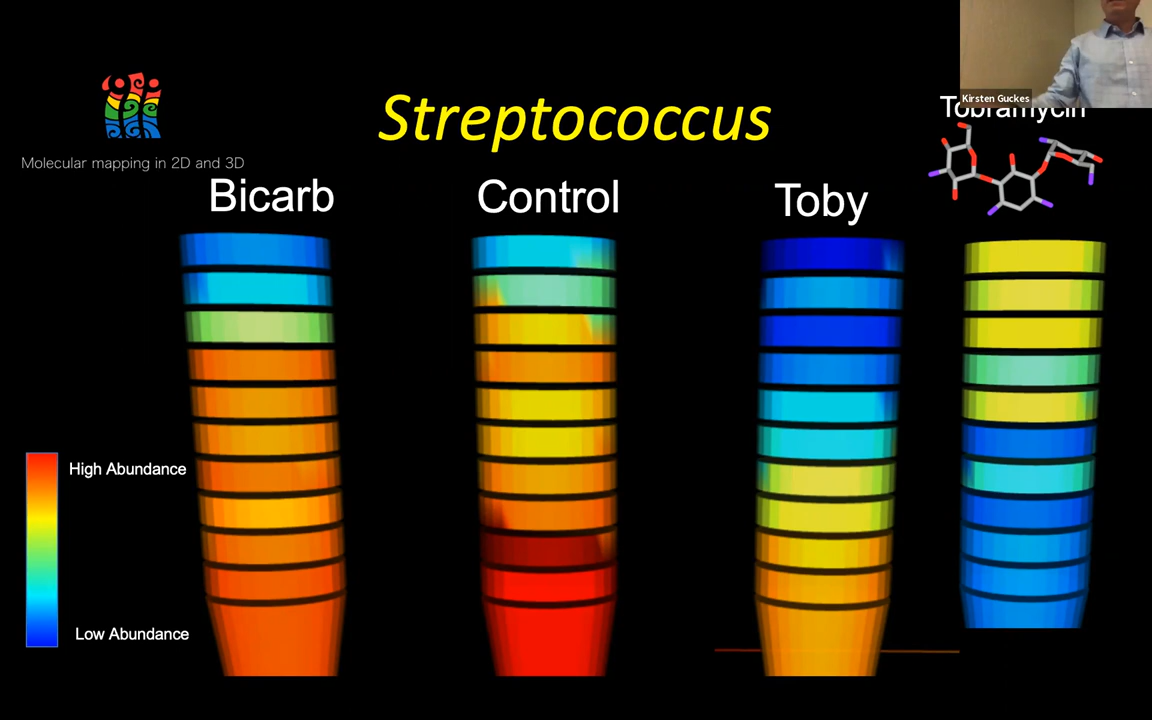 Kirsten Guckes
Tobramycin
Streptococcus
Molecular mapping in 2D and 3D
Bicarb
Control
Toby
High Abundance
Low Abundance